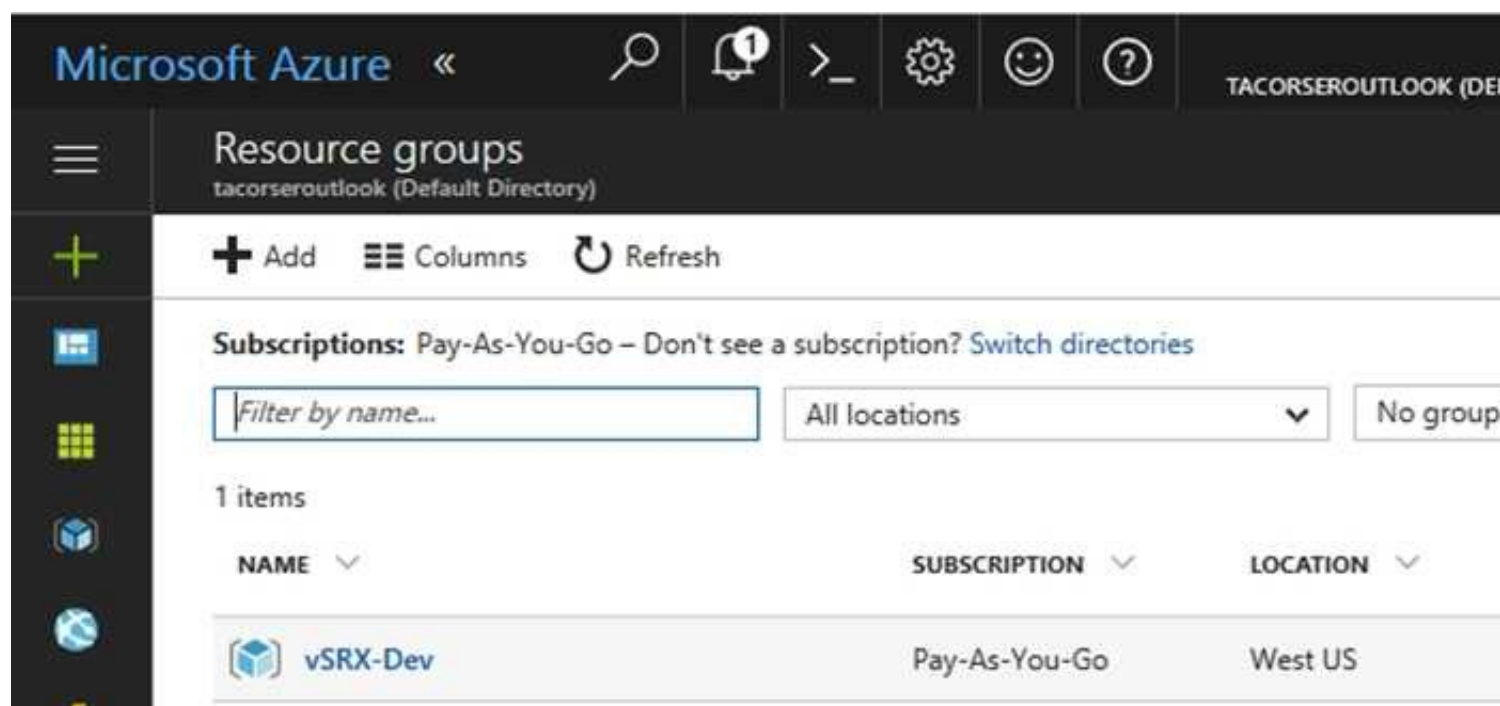 Microsoft Azure « 1 >_ ? TACORSEROUTLOOK (DE
Resource groups
tacorseroutlook (Default Directory)
Add Columns Refresh
Subscriptions: Pay-As-You-Go – Don't see a subscription? Switch directories
Filter by name... All locations No group
1 items
NAME SUBSCRIPTION LOCATION
vSRX-Dev Pay-As-You-Go West US